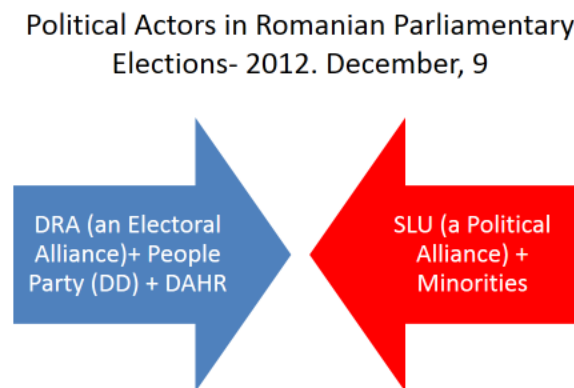 Political Actors in Romanian Parliamentary
Elections- 2012. December, 9
DRA (an Electoral
Alliance)+ People
Party (DD) + DAHR
SLU (a Political
Alliance) +
Minorities